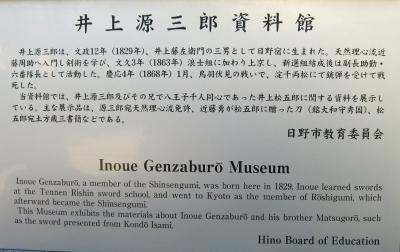 井上源三郎資料館
井上源三郎は、文政12年（1829年）、井上藤左衛門の三男として日野宿に生まれた。天然理心流近
藤周助へ入門し剣術を学び、文久3年（1863年）浪士組に加わり上京し、新選組結成後は副長助勤・
六番隊長として活動した。慶応4年（1868年）1月、鳥羽伏見の戦いで、淀千両松にて銃弾を受けて戦
死した。
当資料館では、井上源三郎及びその兄で八王子千人同心であった井上松五郎に関する資料を展示し
ている。主な展示品は、源三郎宛天然理心流免許、近藤勇が松五郎に贈った刀（銘大和守秀国）、松
五郎宛土方歳三書簡などである。
日野市教育委員会
Inoue Genzaburō Museum
Inoue Genzaburō, a member of the Shinsengumi, was born here in 1829. Inoue learned swords
at the Tennen Rishin sword school, and went to Kyoto as the member of Rōshigumi, which
afterward became the Shinsengumi.
This Museum exhibits the materials about Inoue Genzaburō and his brother Matsugorō, such
as the sword presented from Kondō Isami.
Hino Board of Education